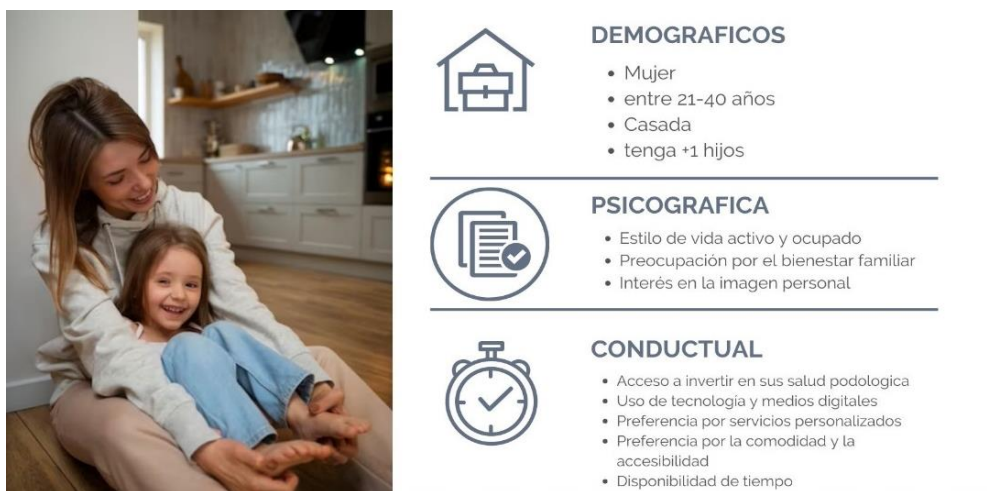 DEMOGRAFICOS
• Mujer
• entre 21-40 años
• Casada
• tenga +1 hijos
PSICOGRAFICA
• Estilo de vida activo y ocupado
• Preocupación por el bienestar familiar
• Interés en la imagen personal
CONDUCTUAL
• Acceso a invertir en sus salud podologica
• Uso de tecnología y medios digitales
• Preferencia por servicios personalizados
• Preferencia por la comodidad y la
accesibilidad
• Disponibilidad de tiempo